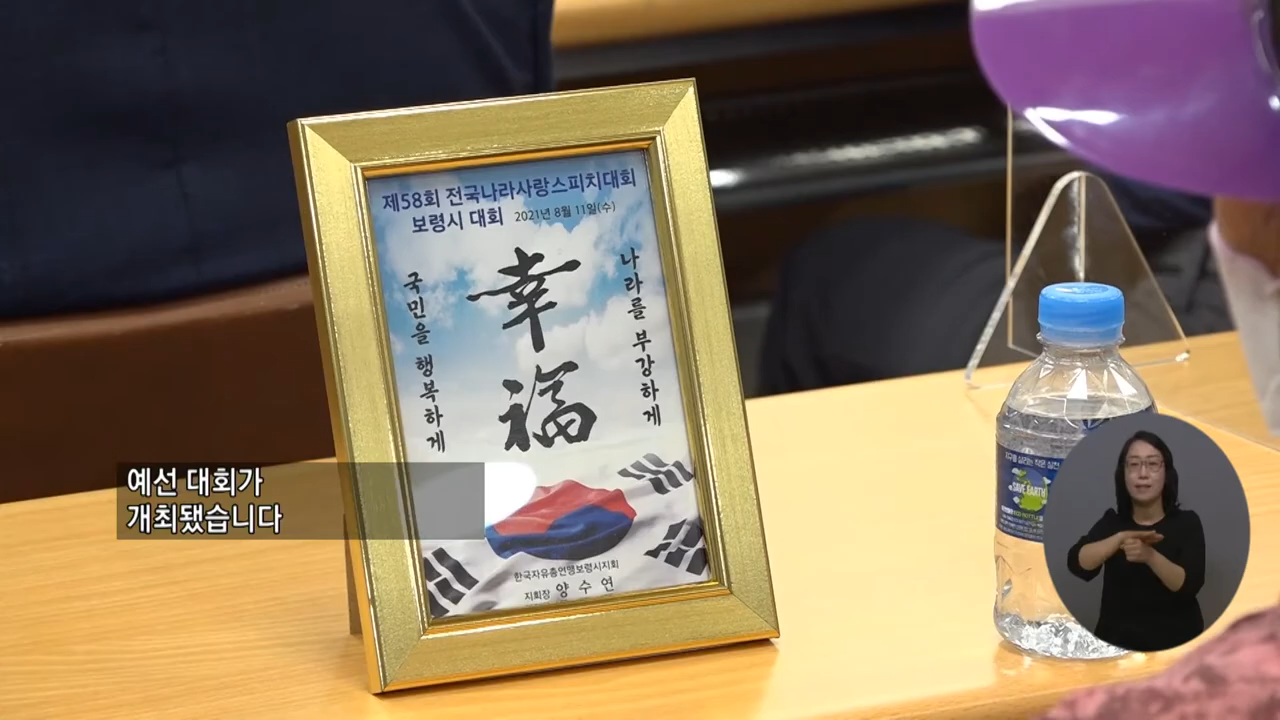 제58회 전국나라사랑스피치대회
보령시 대회 2021년 8월 11일(수)
幸福
나라를 부강하게
국민을 행복하게
한국자유총연맹보령시지회
지회장 양수연
SAVE EARTH
예선 대회가
개최됐습니다